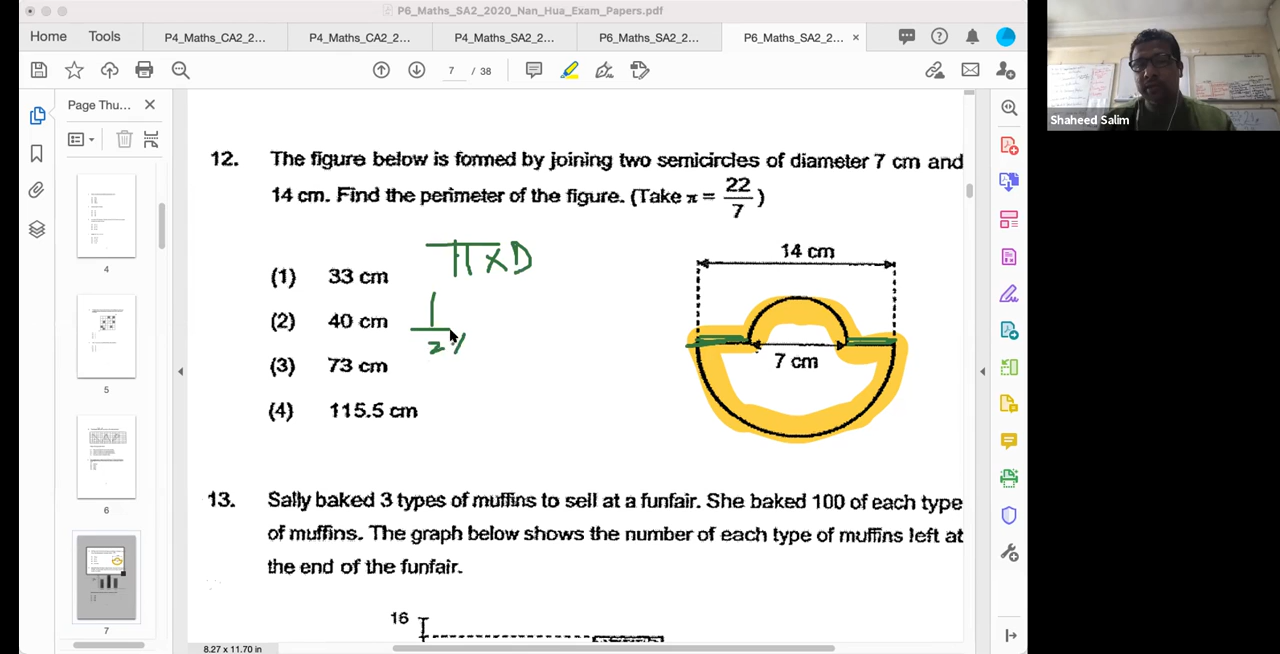 P6_Maths_SA2_2020_Nan_Hua_Exam_Papers.pdf
Home Tools P4_Maths_CA2_2... P4_Maths_CA2_2... P4_Maths_SA2_2... P6_Maths_SA2_2... P6_Maths_SA2_2... ×
7 / 38
Page Thu...
4
5
6
7
12. The figure below is formed by joining two semicircles of diameter 7 cm and
14 cm. Find the perimeter of the figure. (Take π = 22/7)
(1) 33 cm
(2) 40 cm
(3) 73 cm
(4) 115.5 cm
π×D
1
2
14 cm
7 cm
13. Sally baked 3 types of muffins to sell at a funfair. She baked 100 of each type
of muffins. The graph below shows the number of each type of muffins left at
the end of the funfair.
16
8.27 x 11.70 in
Shaheed Salim